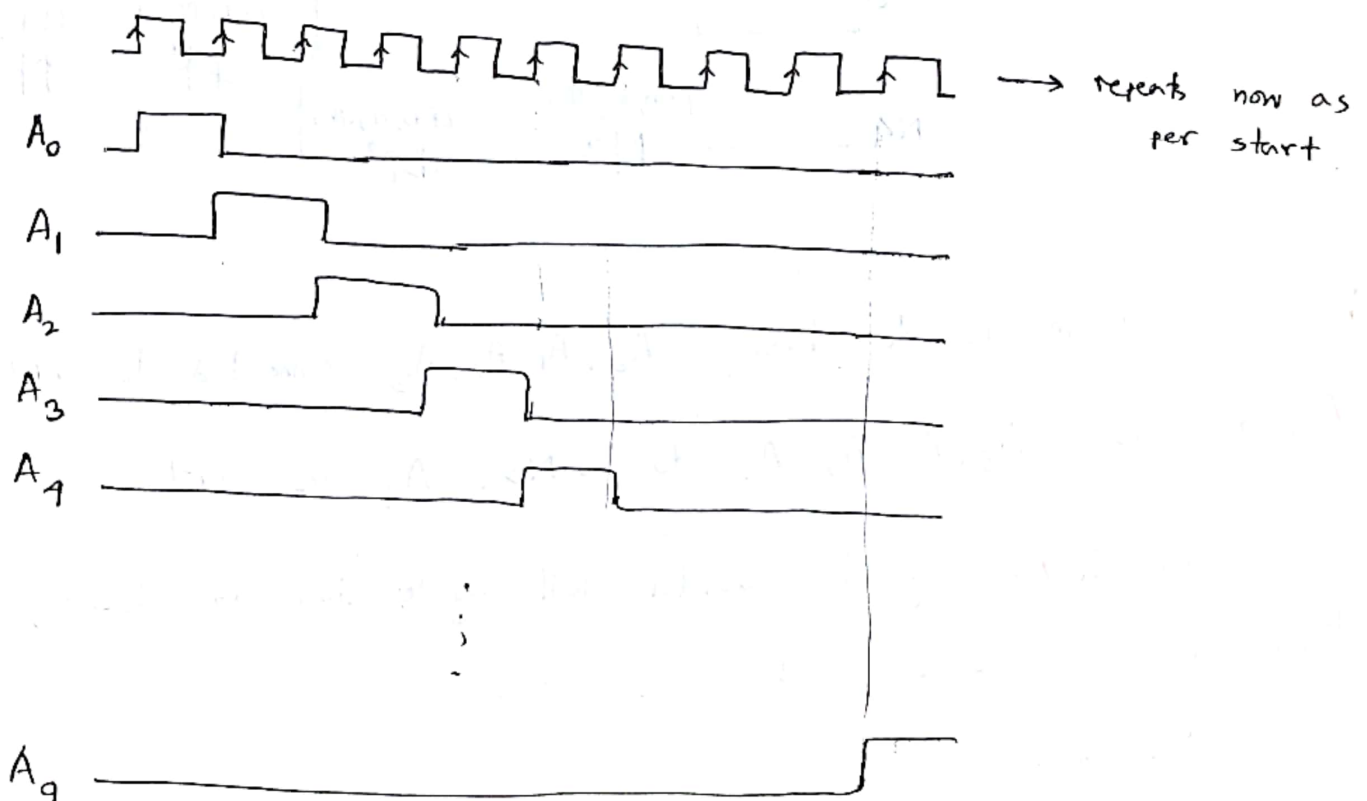 → repeats now as
per start
A₀
A₁
A₂
A₃
A₄
A₉